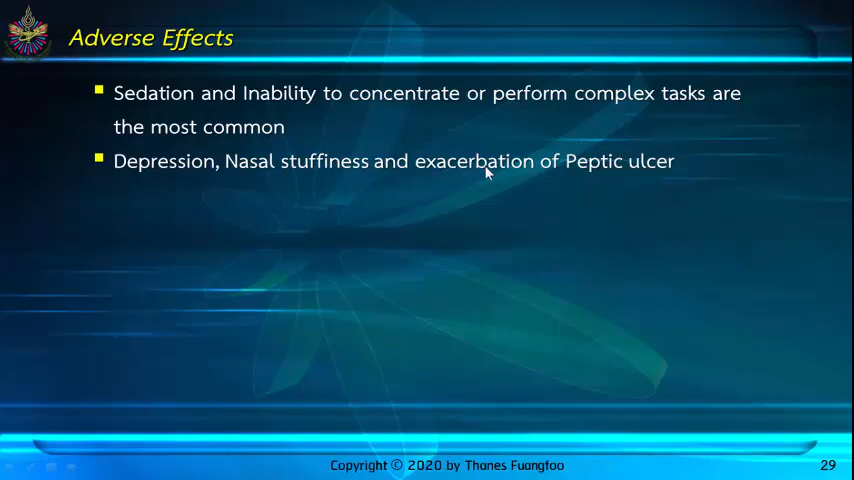 Adverse Effects
Sedation and Inability to concentrate or perform complex tasks are
the most common
Depression, Nasal stuffiness and exacerbation of Peptic ulcer
Copyright © 2020 by Thanes Fuangfoo
29